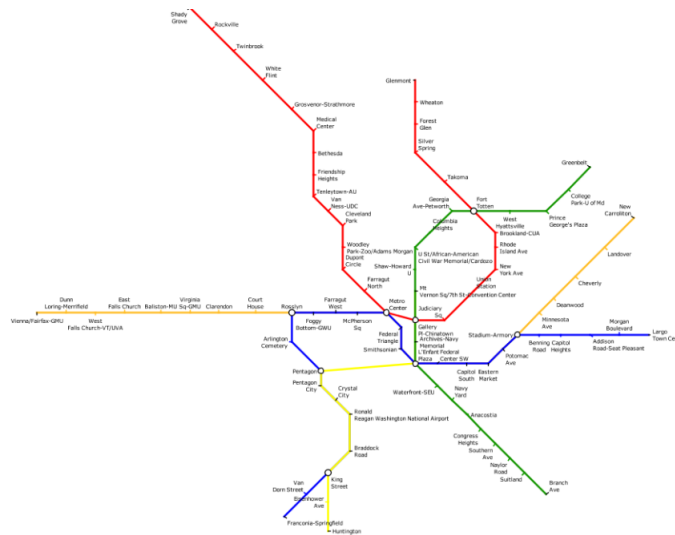 Shady
Grove
Rockville
Twinbrook
White
Flint
Grosvenor-Strathmore
Medical
Center
Bethesda
Friendship
Heights
Tenleytown-AU
Van
Ness-UDC
Cleveland
Park
Woodley
Park-Zoo/Adams Morgan
Dupont
Circle
Farragut
North
Metro
Center
Glenmont
Wheaton
Forest
Glen
Silver
Spring
Takoma
Fort
Totten
Georgia
Ave-Petworth
Columbia
Heights
West
Hyattsville
Brookland-CUA
Prince
George's Plaza
College
Park-U of Md
Greenbelt
Rhode
Island Ave
New
York Ave
Union
Station
Judiciary
Sq
U St/African-American
Civil War Memorial/Cardozo
Shaw-Howard
U
Mt
Vernon Sq/7th St-Convention Center
Gallery
Pl-Chinatown
Archives-Navy
Memorial
L'Enfant
Plaza
Federal
Center SW
Federal
Triangle
Smithsonian
Capitol
South
Eastern
Market
Potomac
Ave
Stadium-Armory
Minnesota
Ave
Deanwood
Cheverly
Landover
New
Carrollton
Benning
Road
Capitol
Heights
Addison
Road-Seat Pleasant
Morgan
Boulevard
Largo
Town Ce
Vienna/Fairfax-GMU
Dunn
Loring-Merrifield
West
Falls Church-VT/UVA
East
Falls Church
Ballston-MU
Virginia
Sq-GMU
Clarendon
Court
House
Rosslyn
Foggy
Bottom-GWU
Farragut
West
McPherson
Sq
Arlington
Cemetery
Pentagon
Pentagon
City
Crystal
City
Ronald
Reagan Washington National Airport
Braddock
Road
King
Street
Van
Dorn Street
Eisenhower
Ave
Franconia-Springfield
Huntington
Waterfront-SEU
Navy
Yard
Anacostia
Congress
Heights
Southern
Ave
Naylor
Road
Suitland
Branch
Ave